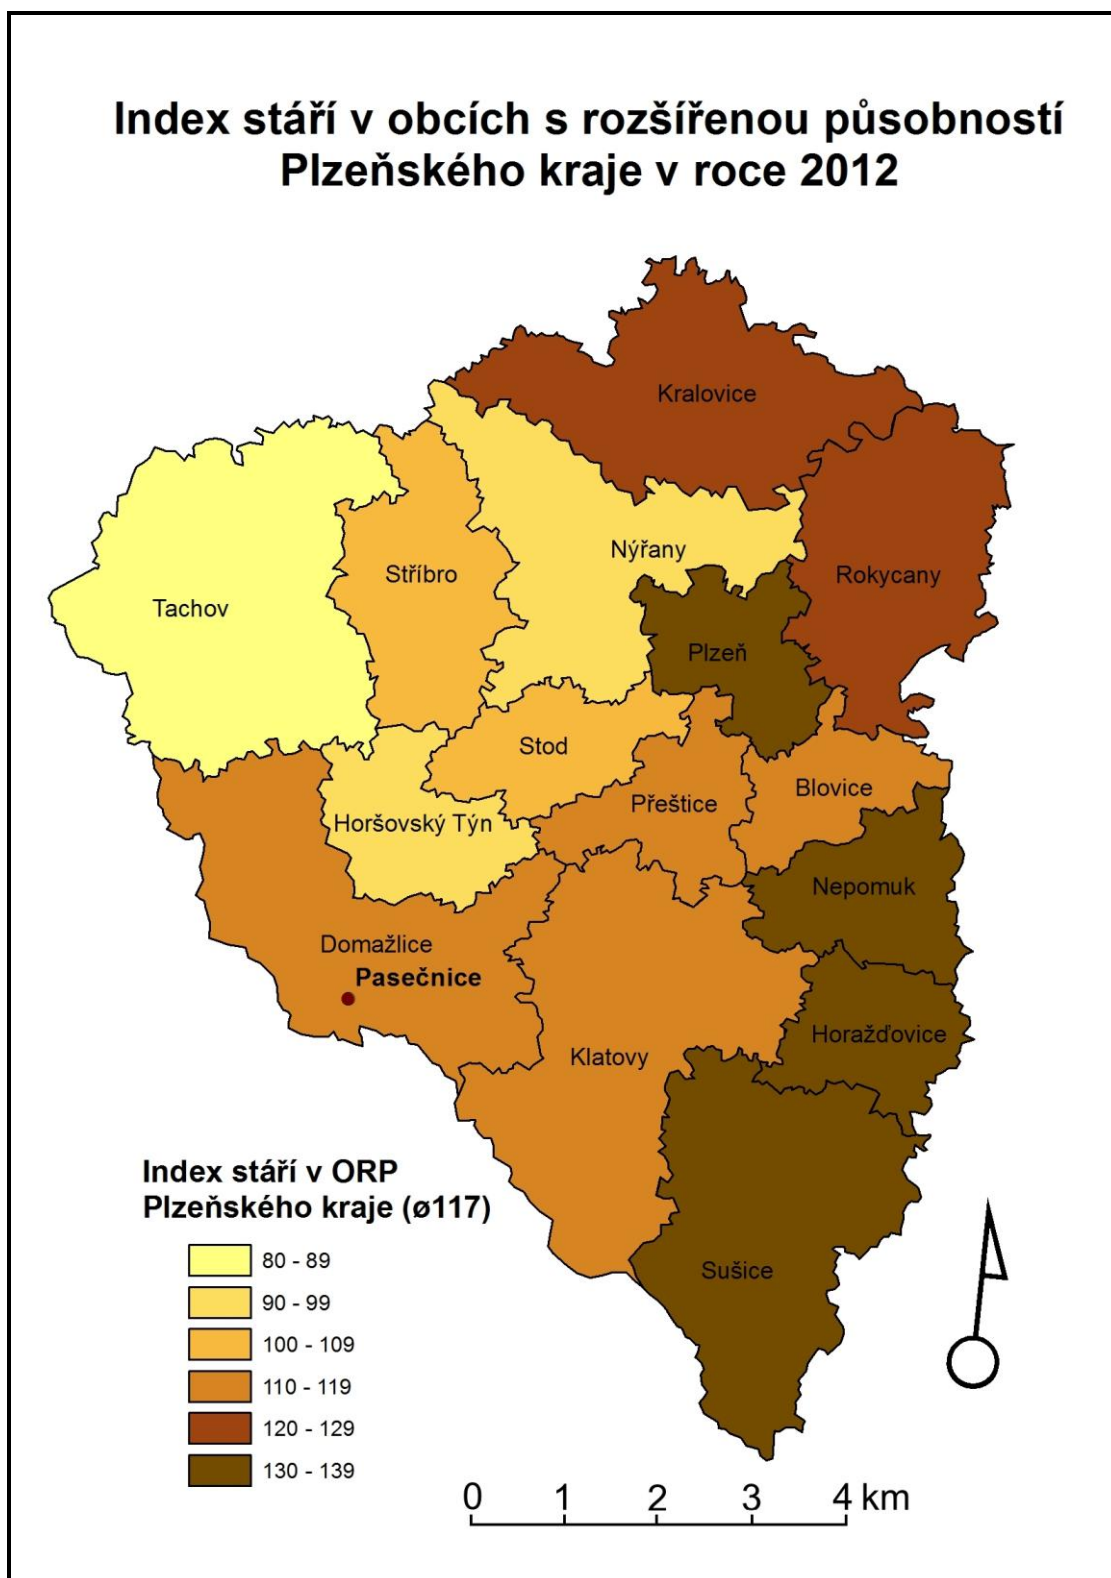 Index stáří v obcích s rozšířenou působností
Plzeňského kraje v roce 2012
Kralovice
Nýřany
Stříbro
Rokycany
Tachov
Plzeň
Stod
Blovice
Přeštice
Horšovský Týn
Nepomuk
Domažlice
Pasečnice
Horažďovice
Klatovy
Sušice
Index stáří v ORP
Plzeňského kraje (ø117)
80 - 89
90 - 99
100 - 109
110 - 119
120 - 129
130 - 139
0 1 2 3 4 km